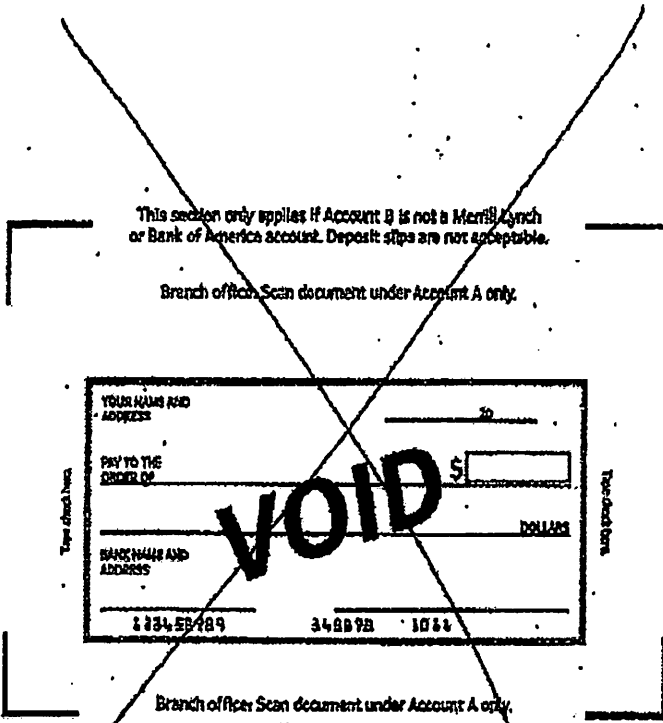 This section only applies if Account B is not a Merrill Lynch
or Bank of America account. Deposit slips are not acceptable.
Branch office: Scan document under Account A only.
YOUR NAME AND
ADDRESS
20
PAY TO THE
ORDER OF
$
VOID
DOLLARS
Tape check here.
Tape check here.
BANK NAME AND
ADDRESS
123456789
Branch office: Scan document under Account A only.